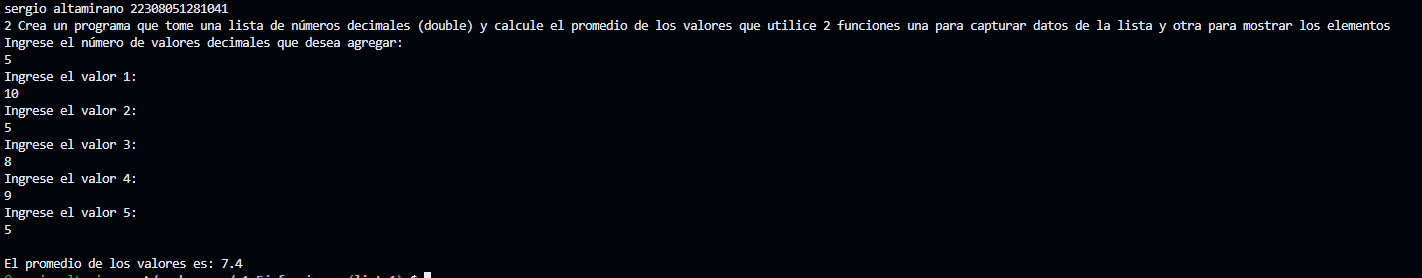 sergio altamirano 22308051281041
2 Crea un programa que tome una lista de números decimales (double) y calcule el promedio de los valores que utilice 2 funciones una para capturar datos de la lista y otra para mostrar los elementos
Ingrese el número de valores decimales que desea agregar:
5
Ingrese el valor 1:
10
Ingrese el valor 2:
5
Ingrese el valor 3:
8
Ingrese el valor 4:
9
Ingrese el valor 5:
5
El promedio de los valores es: 7.4